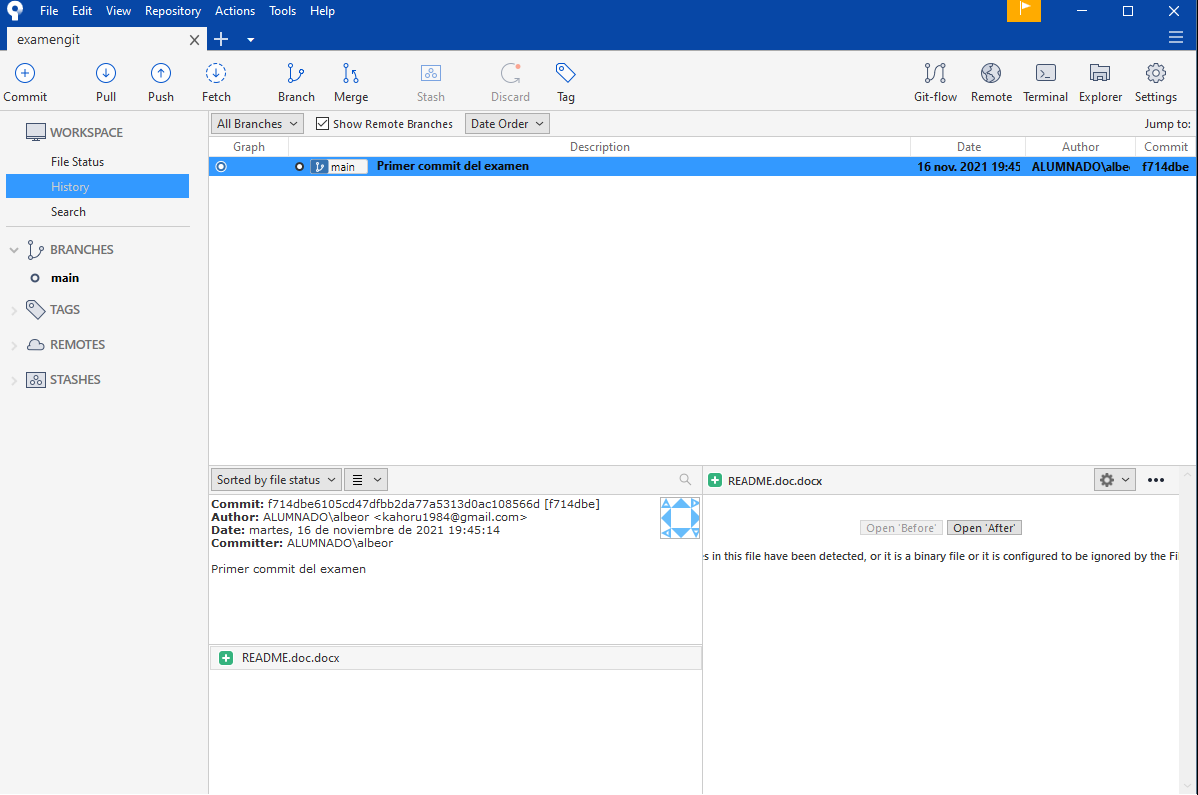 File Edit View Repository Actions Tools Help
examengit
Commit Pull Push Fetch Branch Merge Stash Discard Tag Git-flow Remote Terminal Explorer Settings
WORKSPACE
File Status
History
Search
BRANCHES
main
TAGS
REMOTES
STASHES
All Branches Show Remote Branches Date Order Jump to:
Graph Description Date Author Commit
main Primer commit del examen 16 nov. 2021 19:45 ALUMNADO\albe f714dbe
Sorted by file status
Commit: f714dbe6105cd47dfbb2da77a5313d0ac108566d [f714dbe]
Author: ALUMNADO\albeor <kahoru1984@gmail.com>
Date: martes, 16 de noviembre de 2021 19:45:14
Committer: ALUMNADO\albeor
Primer commit del examen
README.doc.docx
README.doc.docx
Open 'Before' Open 'After'
s in this file have been detected, or it is a binary file or it is configured to be ignored by the Fi